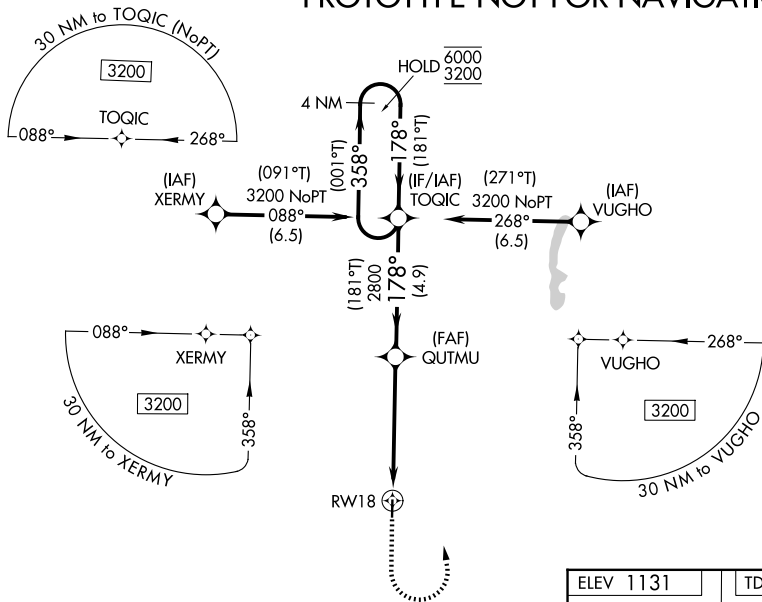 PROTOTYPE-NOT FOR NAVIGATI
30 NM to TOQIC (NoPT)
3200
TOQIC
088°
268°
HOLD 6000
3200
4 NM
358°
(001°T)
178°
(181°T)
(IAF)
XERMY
(091°T)
3200 NoPT
088°
(6.5)
(IF/IAF)
TOQIC
(271°T)
3200 NoPT
268°
(6.5)
(IAF)
VUGHO
(181°T)
2800
178°
(4.9)
(FAF)
QUTMU
088°
XERMY
3200
358°
30 NM to XERMY
268°
VUGHO
3200
358°
30 NM to VUGHO
RW18
ELEV 1131
TD